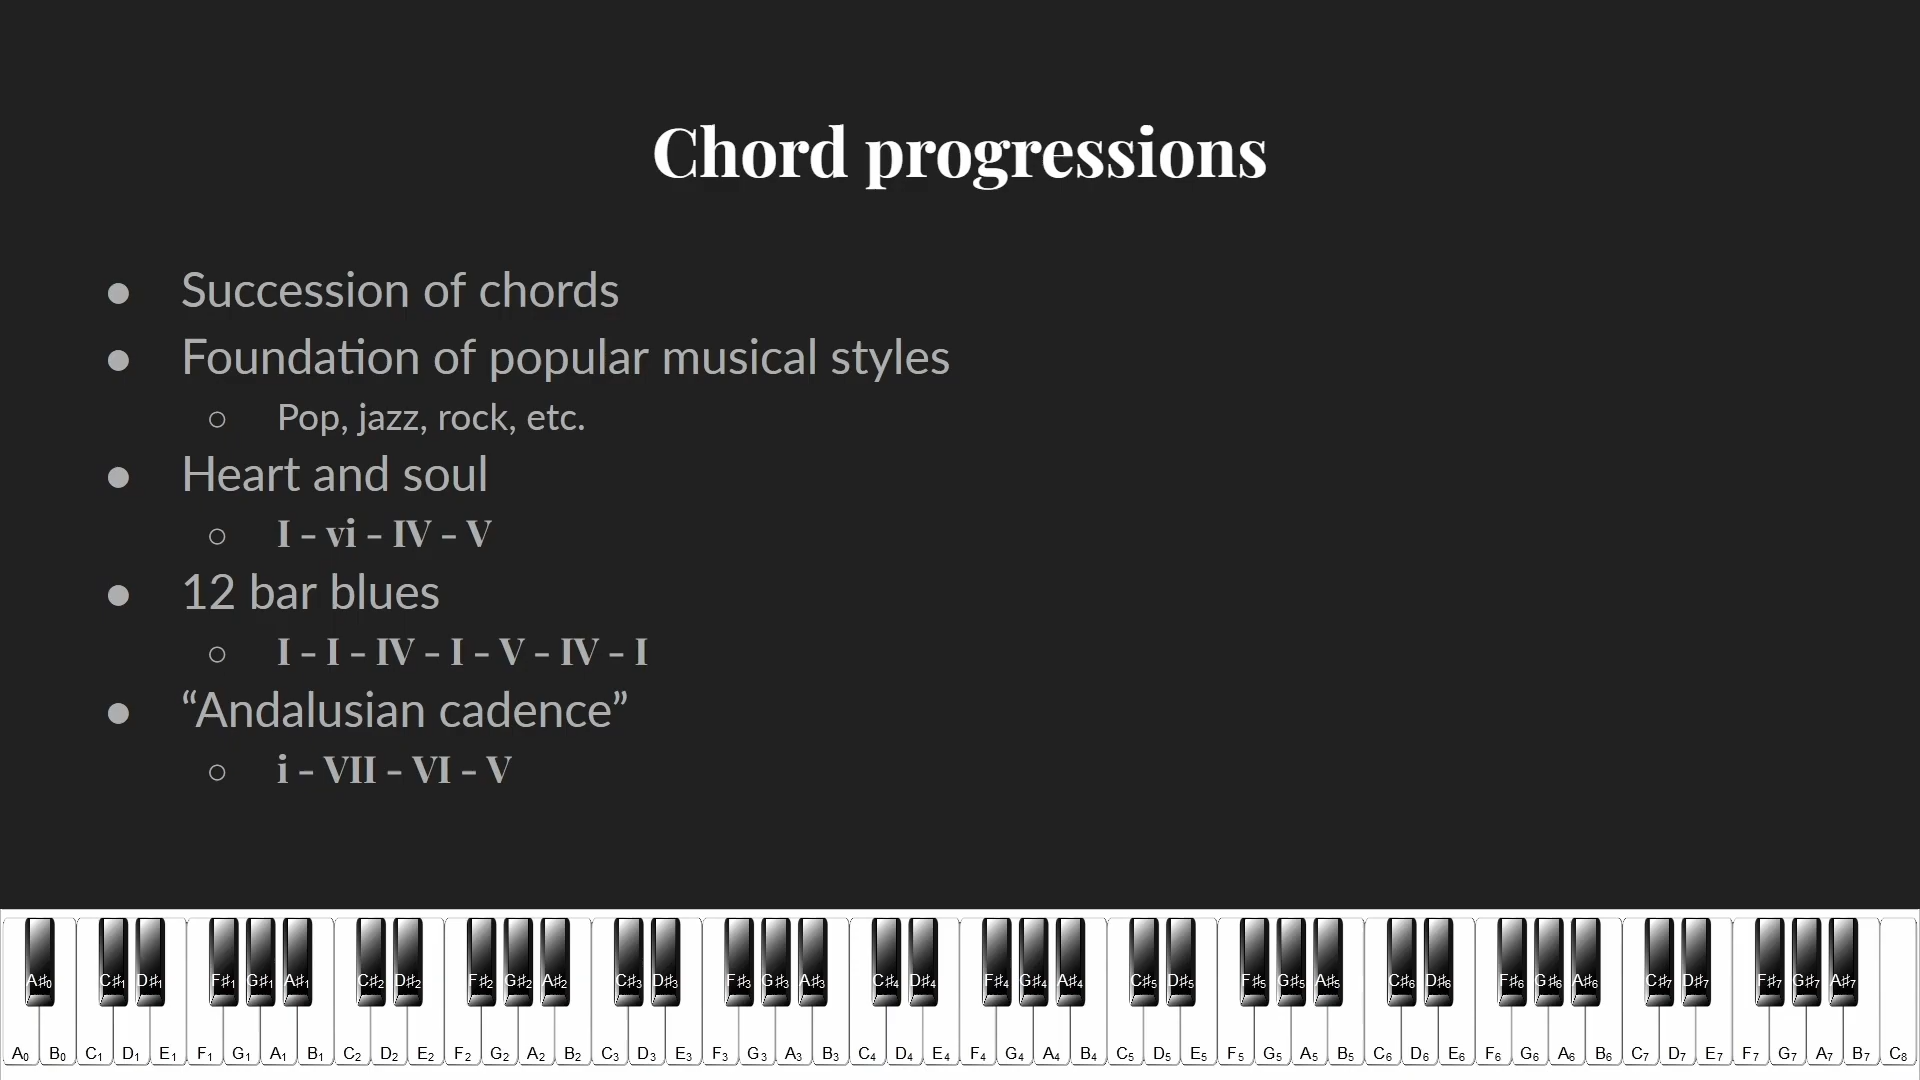 Chord progressions
● Succession of chords
● Foundation of popular musical styles
○ Pop, jazz, rock, etc.
● Heart and soul
○ I - vi - IV - V
● 12 bar blues
○ I - I - IV - I - V - IV - I
● “Andalusian cadence”
○ i - VII - VI - V
A♯0 C♯1 D♯1 F♯1 G♯1 A♯1 C♯2 D♯2 F♯2 G♯2 A♯2 C♯3 D♯3 F♯3 G♯3 A♯3 C♯4 D♯4 F♯4 G♯4 A♯4 C♯5 D♯5 F♯5 G♯5 A♯5 C♯6 D♯6 F♯6 G♯6 A♯6 C♯7 D♯7 F♯7 G♯7 A♯7
A0 B0 C1 D1 E1 F1 G1 A1 B1 C2 D2 E2 F2 G2 A2 B2 C3 D3 E3 F3 G3 A3 B3 C4 D4 E4 F4 G4 A4 B4 C5 D5 E5 F5 G5 A5 B5 C6 D6 E6 F6 G6 A6 B6 C7 D7 E7 F7 G7 A7 B7 C8